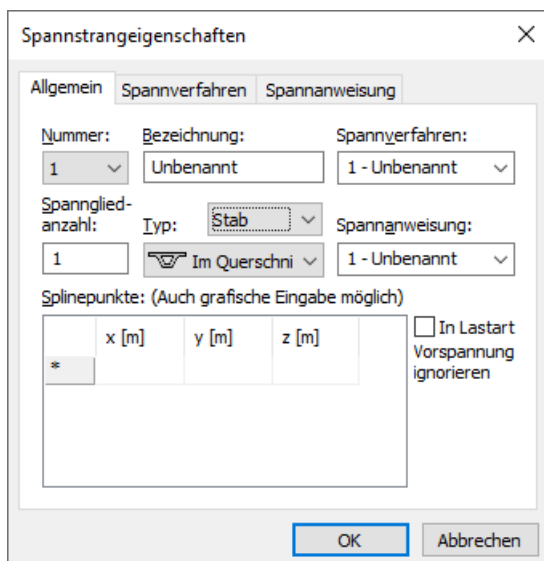 Spannstrangeigenschaften
Allgemein Spannverfahren Spannanweisung
Nummer: Bezeichnung: Spannverfahren:
1 Unbenannt 1 - Unbenannt
Spannglied-
anzahl: Typ: Stab Spannanweisung:
1 Im Querschni 1 - Unbenannt
Splinepunkte: (Auch grafische Eingabe möglich)
x [m] y [m] z [m] In Lastart
* Vorspannung
ignorieren
OK Abbrechen